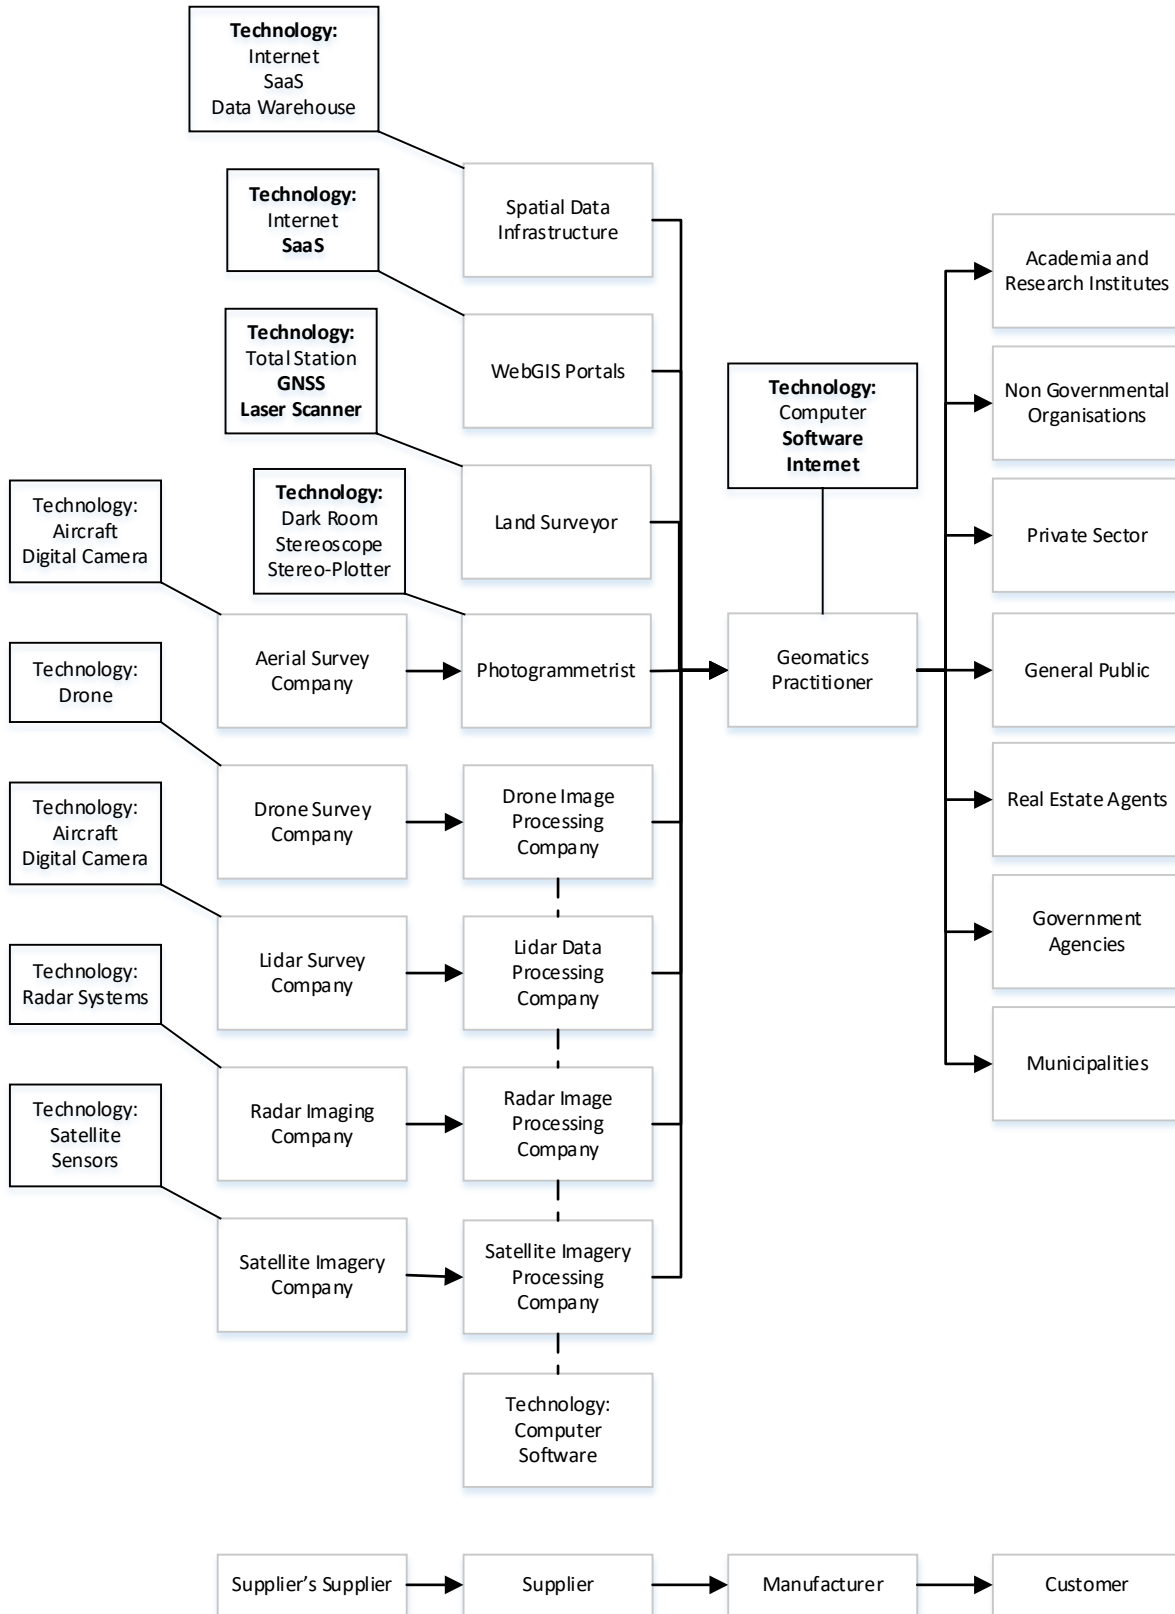 Technology:
Internet
SaaS
Data Warehouse
Spatial Data
Infrastructure
Technology:
Internet
SaaS
WebGIS Portals
Technology:
Total Station
GNSS
Laser Scanner
Land Surveyor
Technology:
Dark Room
Stereoscope
Stereo-Plotter
Technology:
Aircraft
Digital Camera
Aerial Survey
Company
Photogrammetrist
Technology:
Drone
Drone Survey
Company
Drone Image
Processing
Company
Technology:
Aircraft
Digital Camera
Lidar Survey
Company
Lidar Data
Processing
Company
Technology:
Radar Systems
Radar Imaging
Company
Radar Image
Processing
Company
Technology:
Satellite
Sensors
Satellite Imagery
Company
Satellite Imagery
Processing
Company
Technology:
Computer
Software
Technology:
Computer
Software
Internet
Geomatics
Practitioner
Academia and
Research Institutes
Non Governmental
Organisations
Private Sector
General Public
Real Estate Agents
Government
Agencies
Municipalities
Supplier's Supplier
Supplier
Manufacturer
Customer